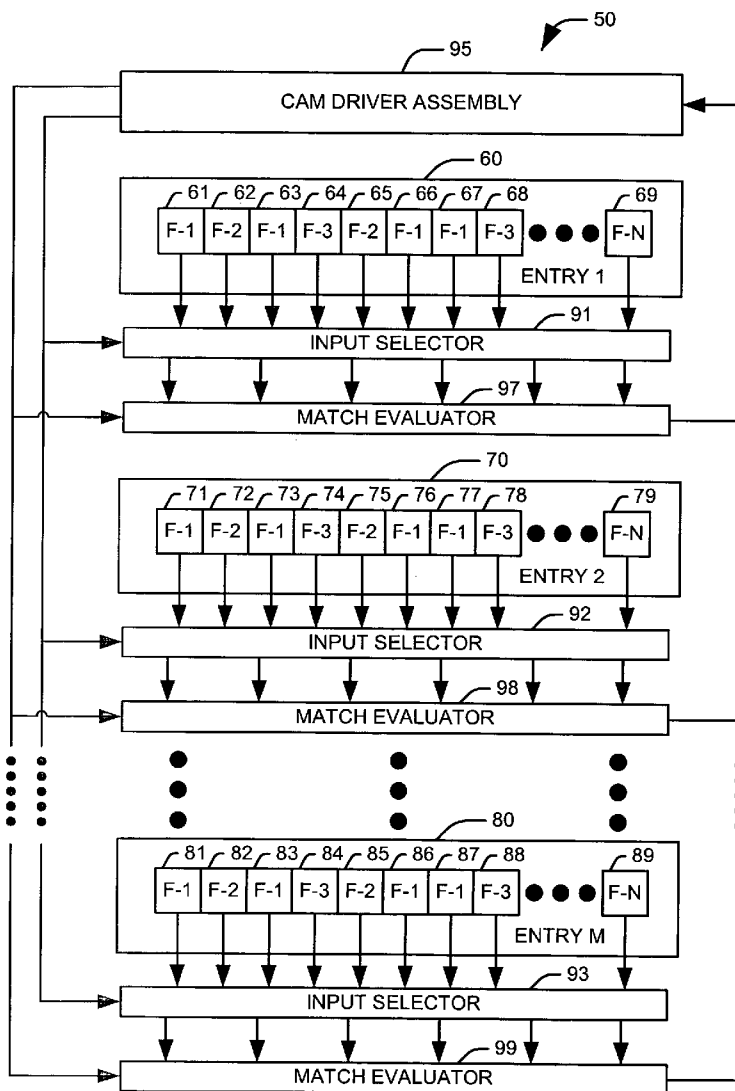 50
95
CAM DRIVER ASSEMBLY
60
61 62 63 64 65 66 67 68 69
F-1 F-2 F-1 F-3 F-2 F-1 F-1 F-3 F-N
ENTRY 1
91
INPUT SELECTOR
97
MATCH EVALUATOR
70
71 72 73 74 75 76 77 78 79
F-1 F-2 F-1 F-3 F-2 F-1 F-1 F-3 F-N
ENTRY 2
92
INPUT SELECTOR
98
MATCH EVALUATOR
80
81 82 83 84 85 86 87 88 89
F-1 F-2 F-1 F-3 F-2 F-1 F-1 F-3 F-N
ENTRY M
93
INPUT SELECTOR
99
MATCH EVALUATOR